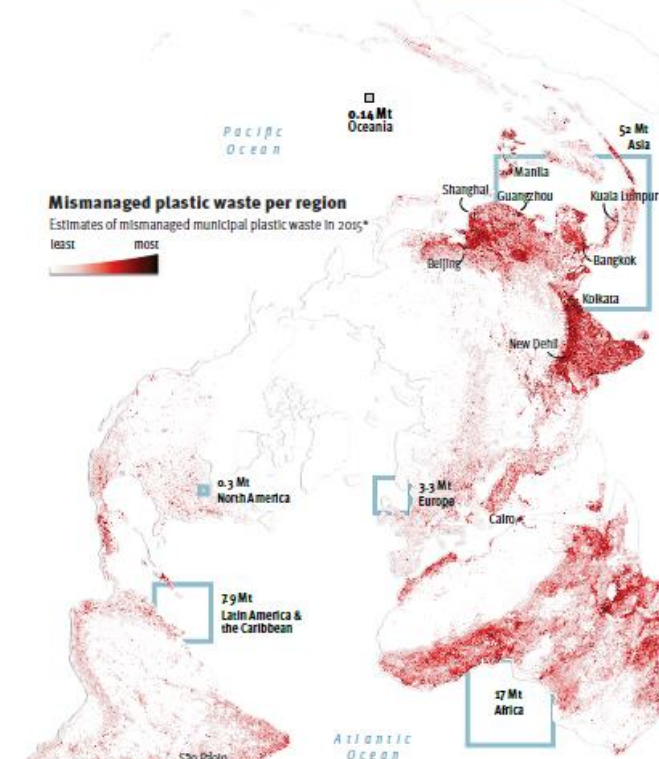 0.14 Mt
Oceania
Pacific
Ocean
52 Mt
Asia
Manila
Mismanaged plastic waste per region
Estimates of mismanaged municipal plastic waste in 2015*
least most
Shanghai
Guangzhou
Kuala Lumpur
Beijing
Bangkok
Kolkata
New Dehli
0.3 Mt
North America
3.3 Mt
Europe
Cairo
7.9 Mt
Latin America &
the Caribbean
17 Mt
Africa
Atlantic
Ocean
São Paulo